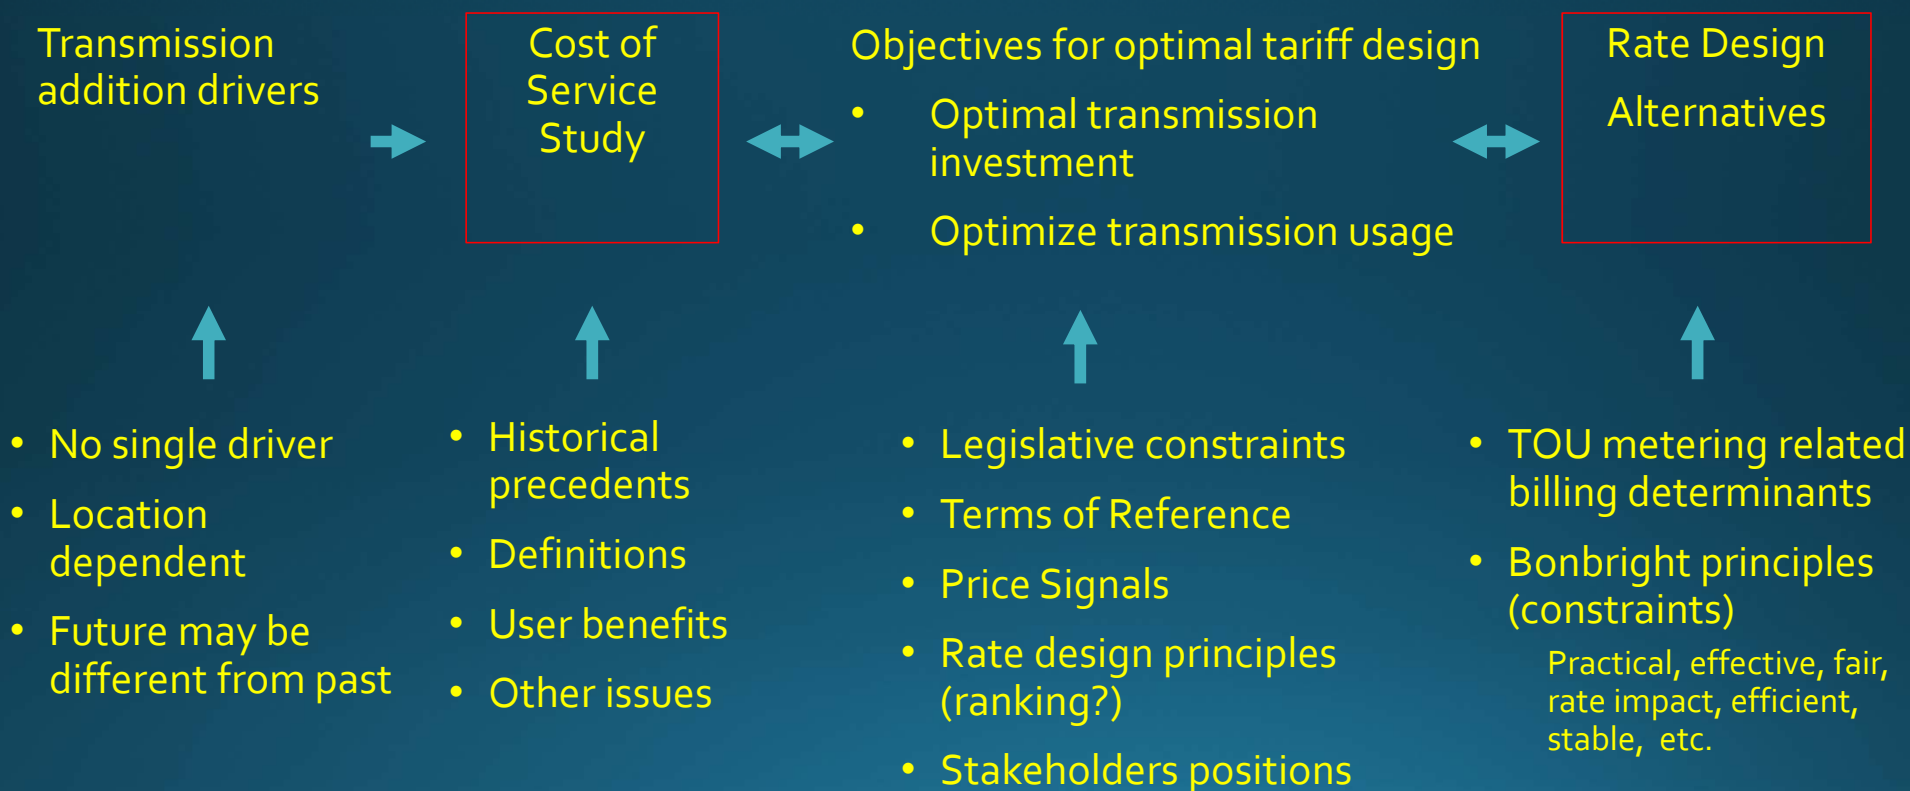 Transmission
addition drivers
Cost of
Service
Study
Objectives for optimal tariff design
• Optimal transmission
investment
• Optimize transmission usage
Rate Design
Alternatives
• No single driver
• Location
dependent
• Future may be
different from past
• Historical
precedents
• Definitions
• User benefits
• Other issues
• Legislative constraints
• Terms of Reference
• Price Signals
• Rate design principles
(ranking?)
• Stakeholders positions
• TOU metering related
billing determinants
• Bonbright principles
(constraints)
Practical, effective, fair,
rate impact, efficient,
stable, etc.